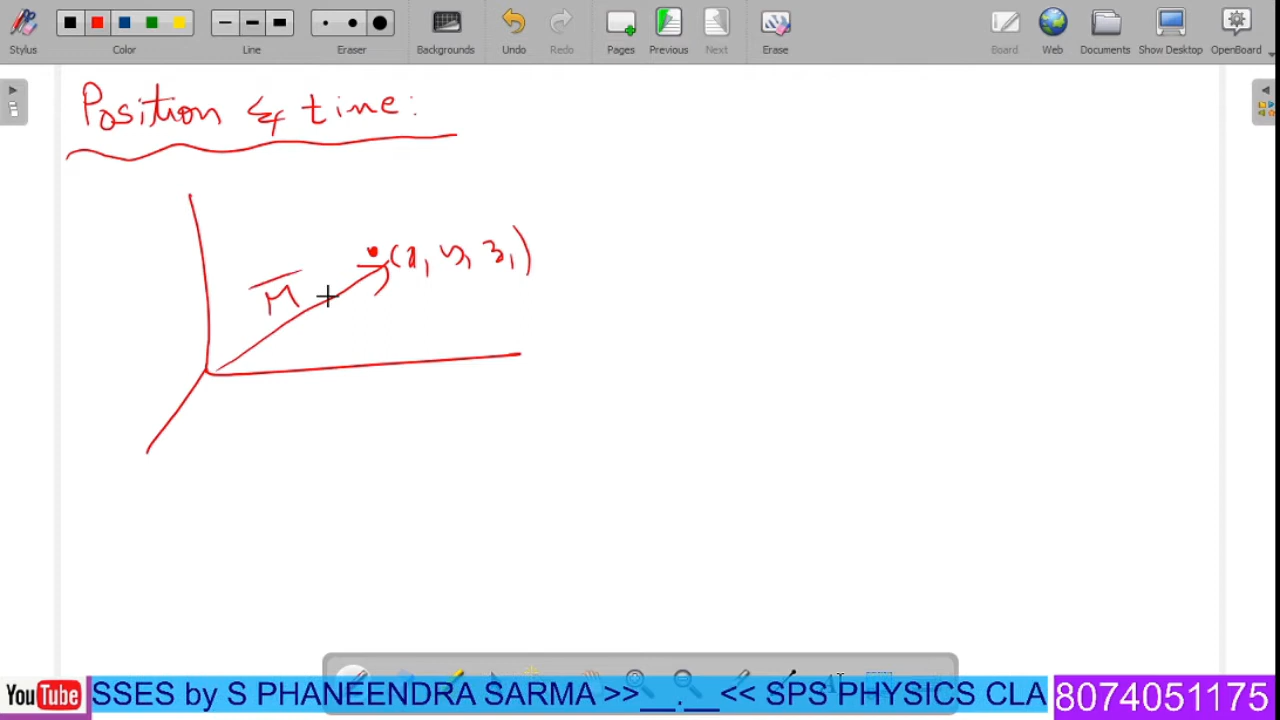 Stylus Color Line Eraser Backgrounds Undo Redo Pages Previous Next Erase Board Web Documents Show Desktop OpenBoard
Position & time:
(x, y, z₁)
YouTube SSES by S PHANEENDRA SARMA >>__.__<< SPS PHYSICS CLA 8074051175